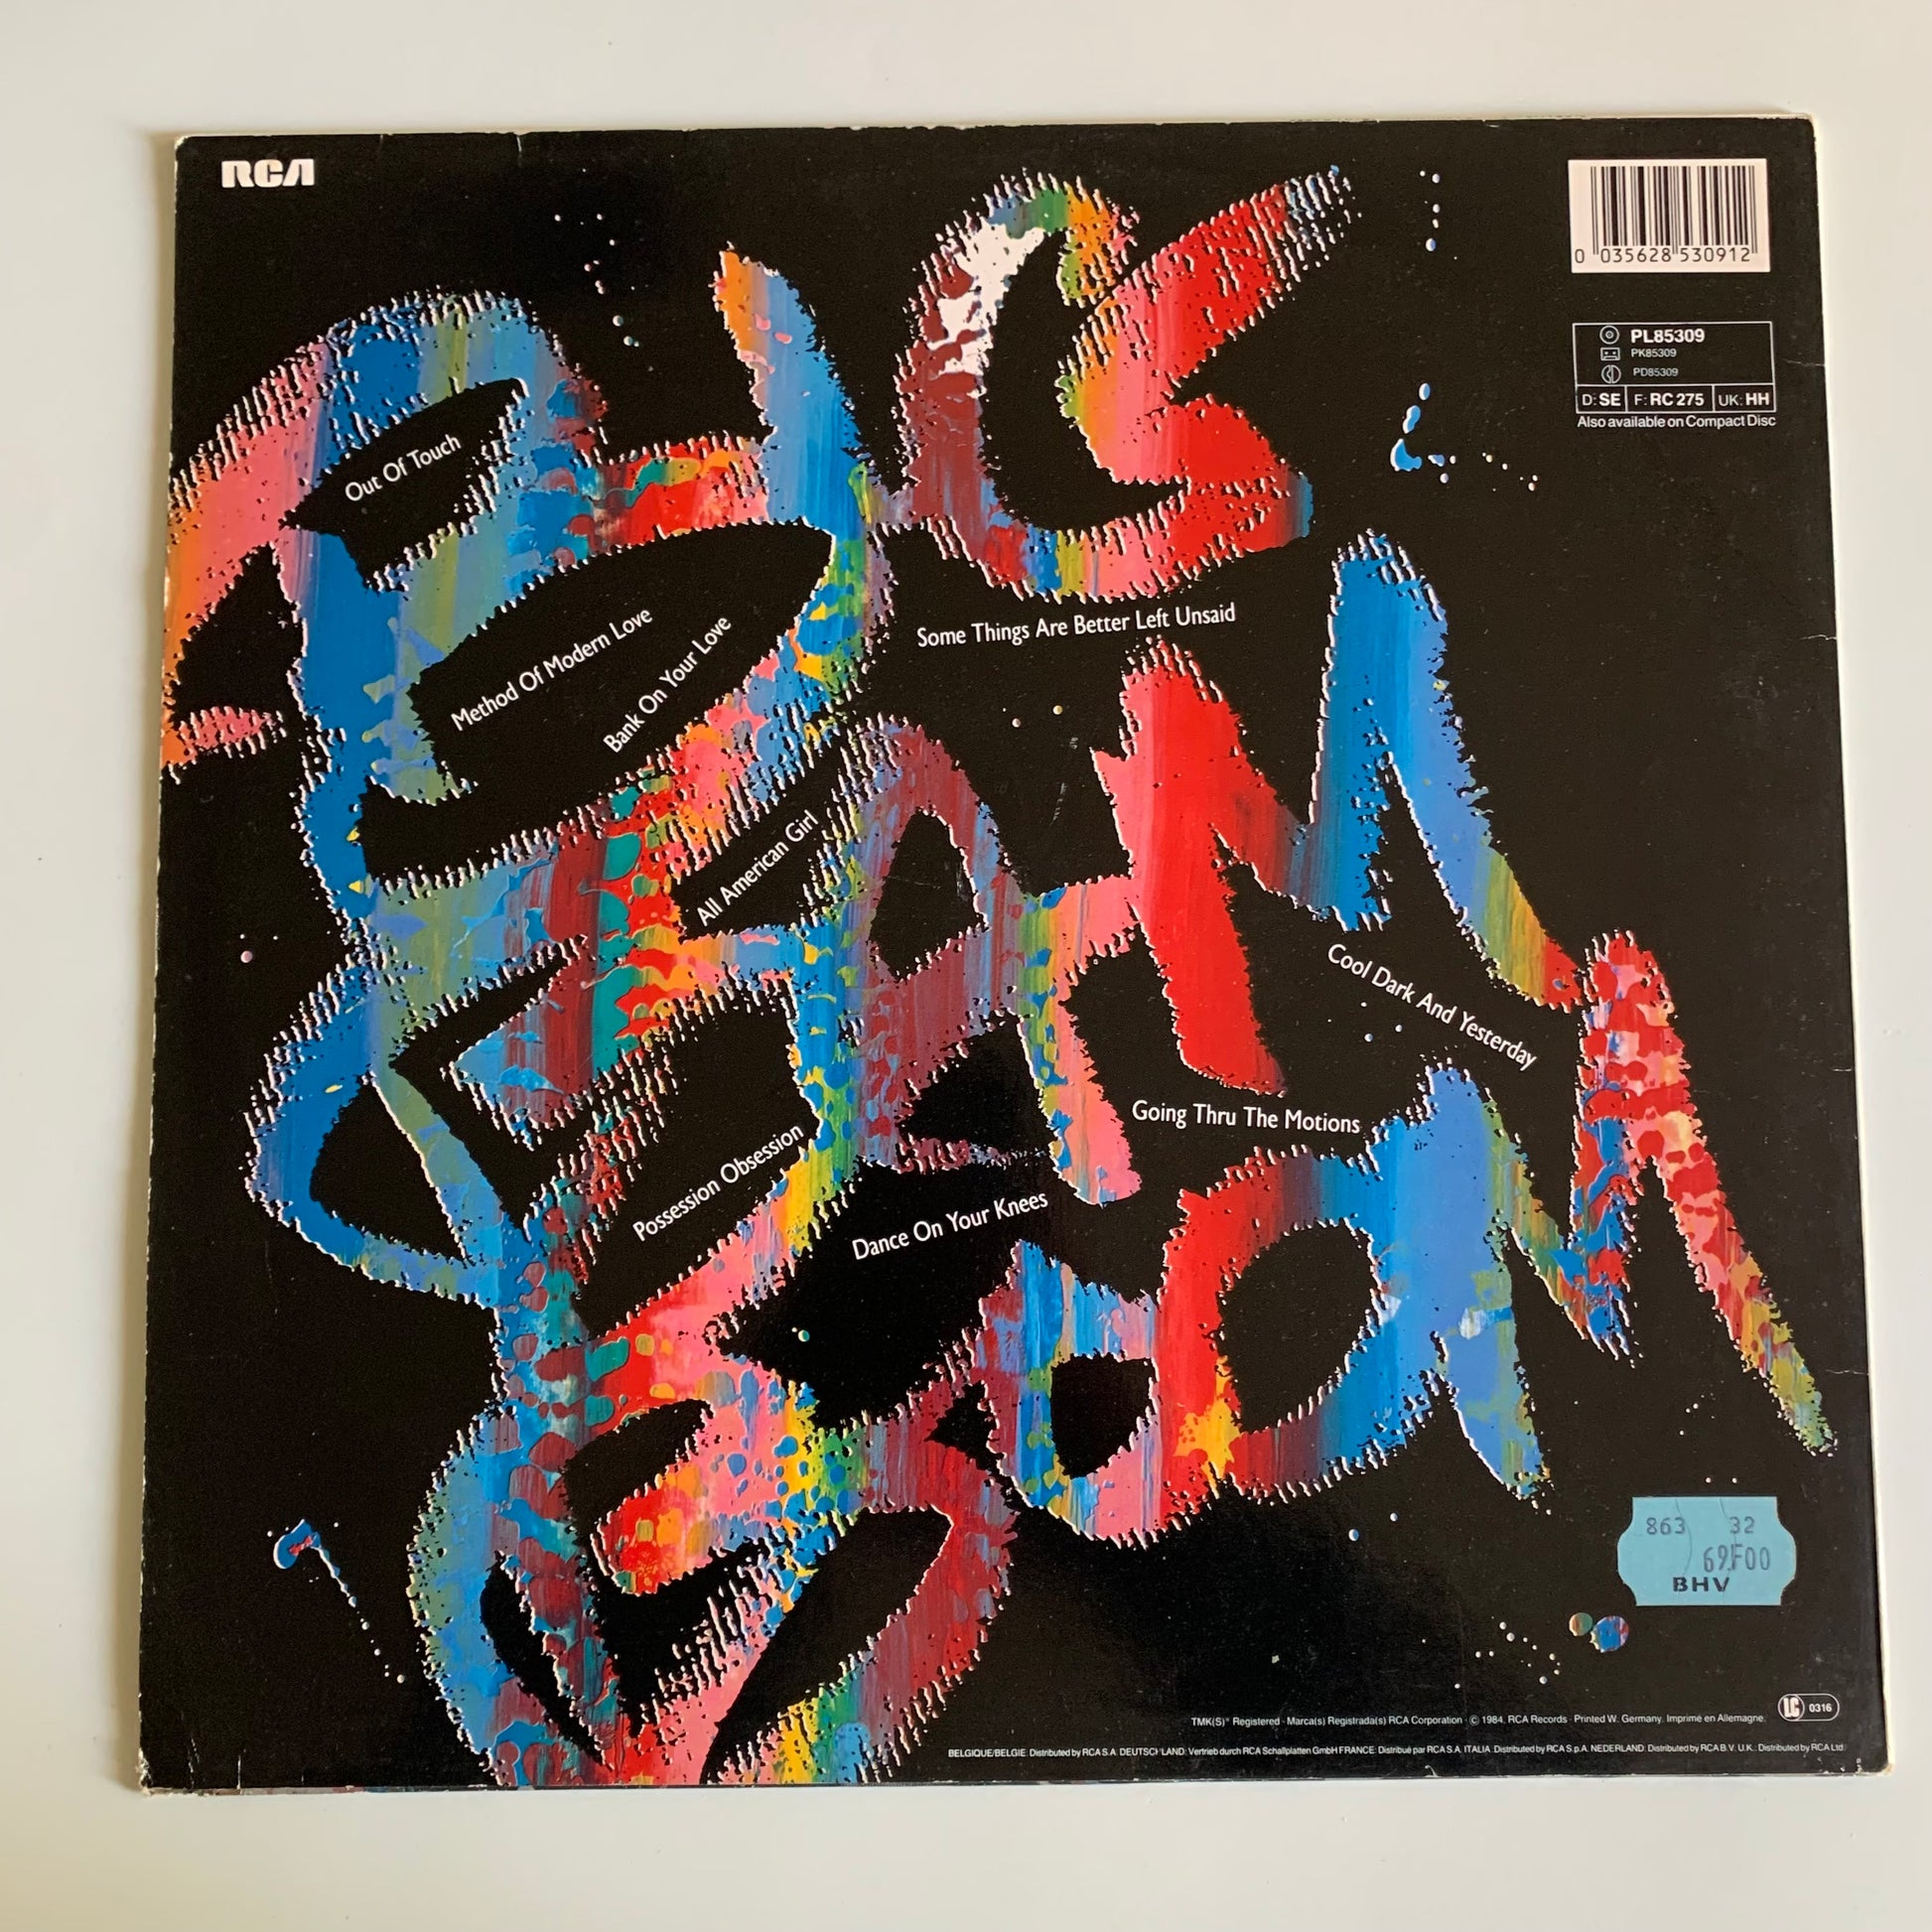 RCA
0 035628 530912
PL85309
PK85309
PD85309
D: SE F: RC 275 UK: HH
Also available on Compact Disc
BIG
BAM
BOOM
Out Of Touch
Method Of Modern Love
Bank On Your Love
Some Things Are Better Left Unsaid
All American Girl
Cool Dark And Yesterday
Going Thru The Motions
Possession Obsession
Dance On Your Knees
863 32
69F00
BHV
LC 0316
TMK(S)® Registered · Marca(s) Registrada(s) RCA Corporation · © 1984, RCA Records · Printed W. Germany. Imprimé en Allemagne.
BELGIQUE/BELGIE: Distributed by RCA S.A. DEUTSCHLAND: Vertrieb durch RCA Schallplatten GmbH FRANCE: Distribué par RCA S.A. ITALIA: Distributed by RCA S.p.A. NEDERLAND: Distributed by RCA B.V. U.K.: Distributed by RCA Ltd.